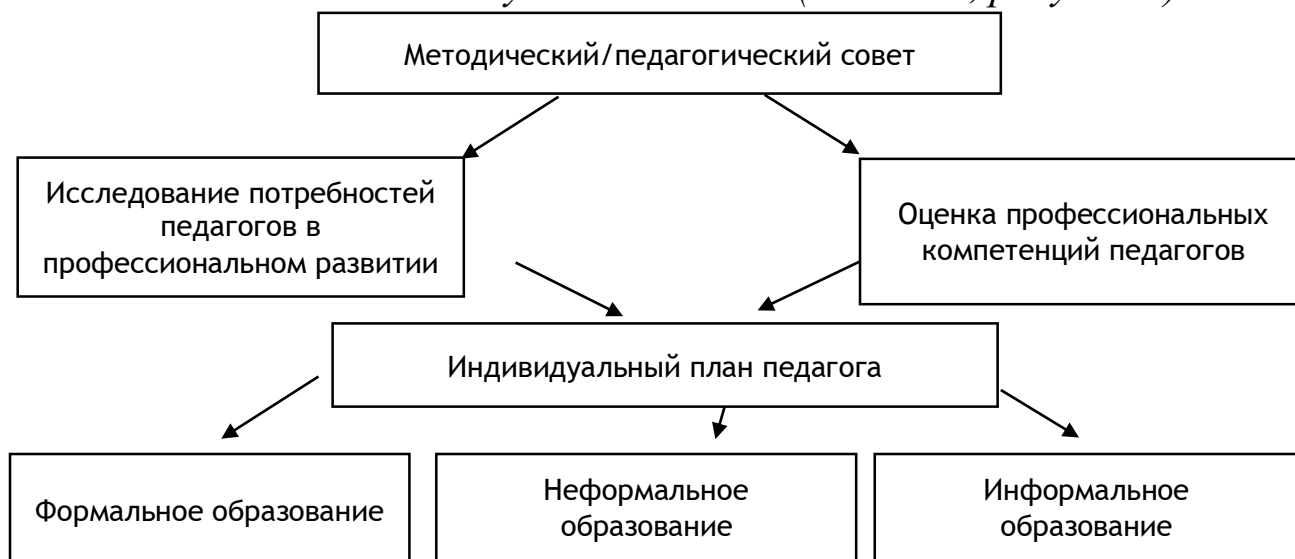 Методический/педагогический совет
Исследование потребностей
педагогов в
профессиональном развитии
Оценка профессиональных
компетенций педагогов
Индивидуальный план педагога
Формальное образование
Неформальное
образование
Информальное
образование